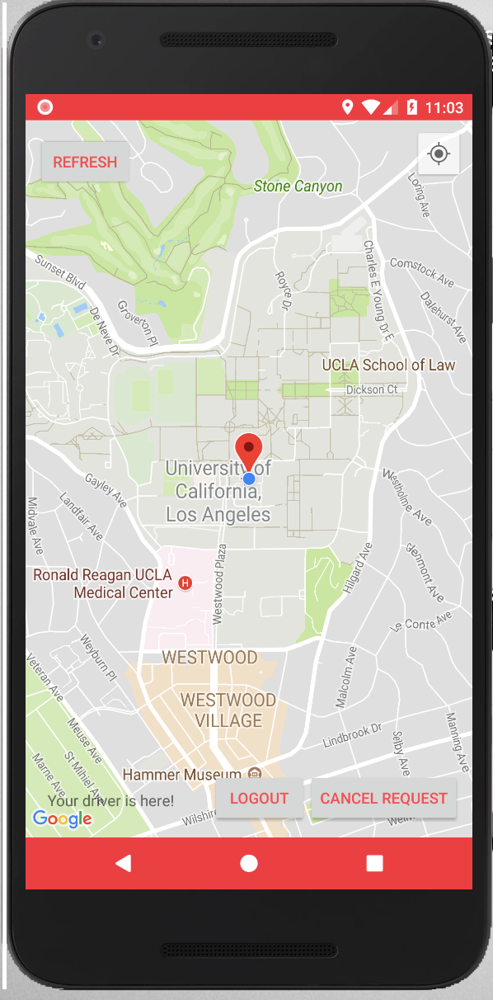 11:03
REFRESH
Stone Canyon
Loring Ave
Sunset Blvd
Groverton Pl
De Neve Dr
Royce Dr
Charles E Young Dr E
Comstock Ave
Dalehurst Ave
UCLA School of Law
Dickson Ct
University of
California,
Los Angeles
Gayley Ave
Landfair Ave
Midvale Ave
Westholme Ave
Glenmont Ave
Hilgard Ave
Westwood Plaza
Ronald Reagan UCLA
Medical Center
H
Le Conte Ave
WESTWOOD
Weyburn Pl
Veteran Ave
Malcolm Ave
WESTWOOD
VILLAGE
Meuse Ave
St Mihiel Ave
Marne Ave
Lindbrook Dr
Selby Ave
Manning Ave
Hammer Museum
Your driver is here!
LOGOUT
CANCEL REQUEST
Google
Wilshire